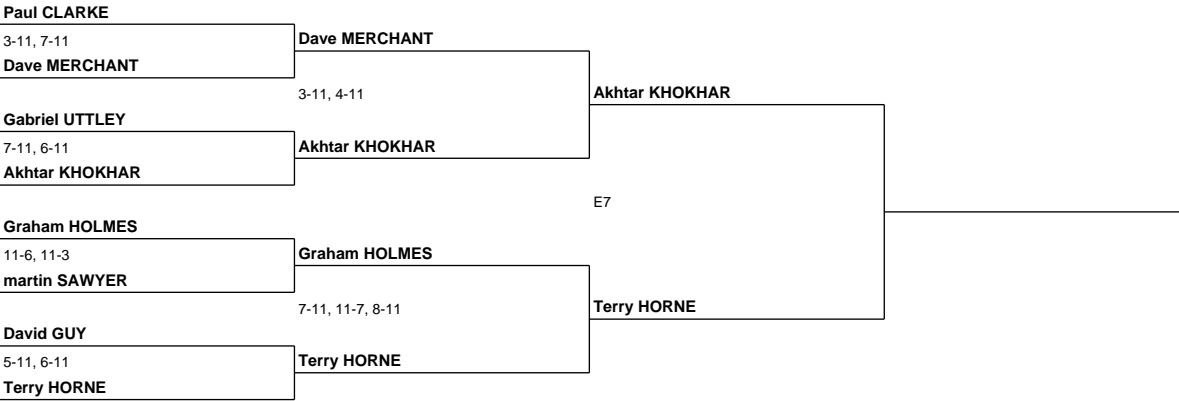 Paul CLARKE
3-11, 7-11
Dave MERCHANT
Dave MERCHANT
3-11, 4-11
Akhtar KHOKHAR
Gabriel UTTLEY
7-11, 6-11
Akhtar KHOKHAR
Akhtar KHOKHAR
E7
Graham HOLMES
11-6, 11-3
martin SAWYER
Graham HOLMES
7-11, 11-7, 8-11
Terry HORNE
David GUY
5-11, 6-11
Terry HORNE
Terry HORNE